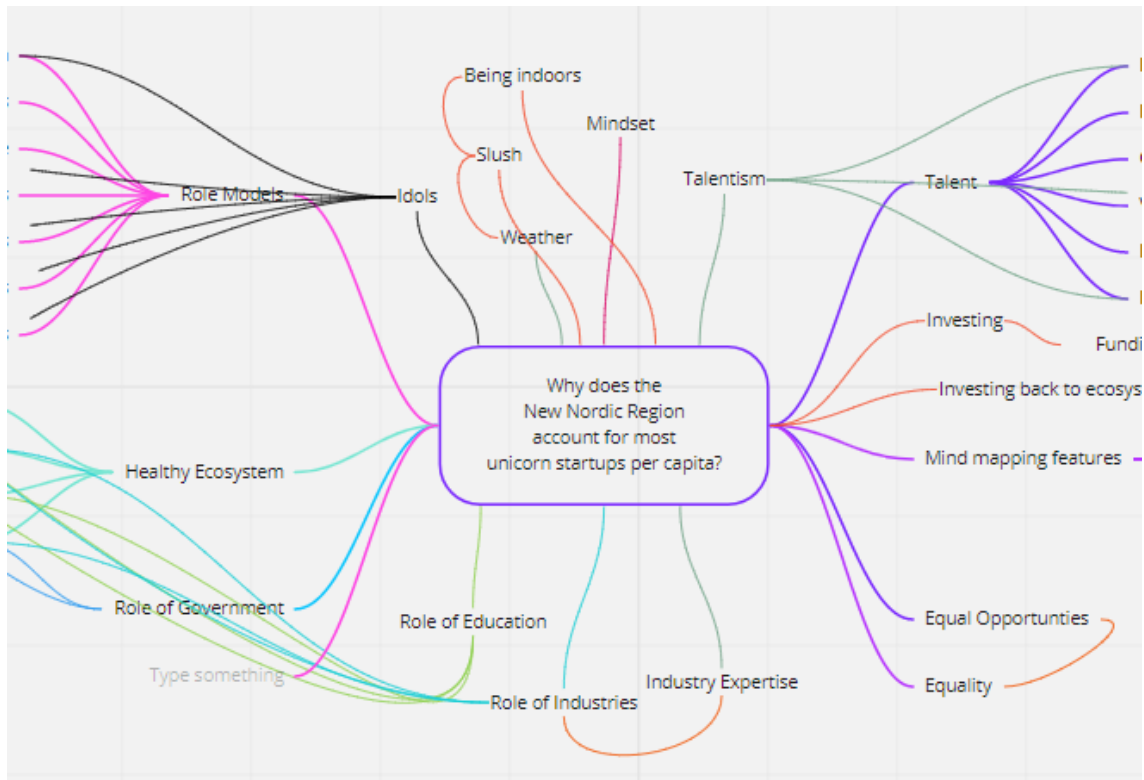 Being indoors
Mindset
Slush
Talentism
Talent
Role Models
Idols
Weather
Investing
Why does the
New Nordic Region
account for most
unicorn startups per capita?
Investing back to
Mind mapping features
Healthy Ecosystem
Role of Government
Role of Education
Equal Opportunties
Type something
Role of Industries
Industry Expertise
Equality